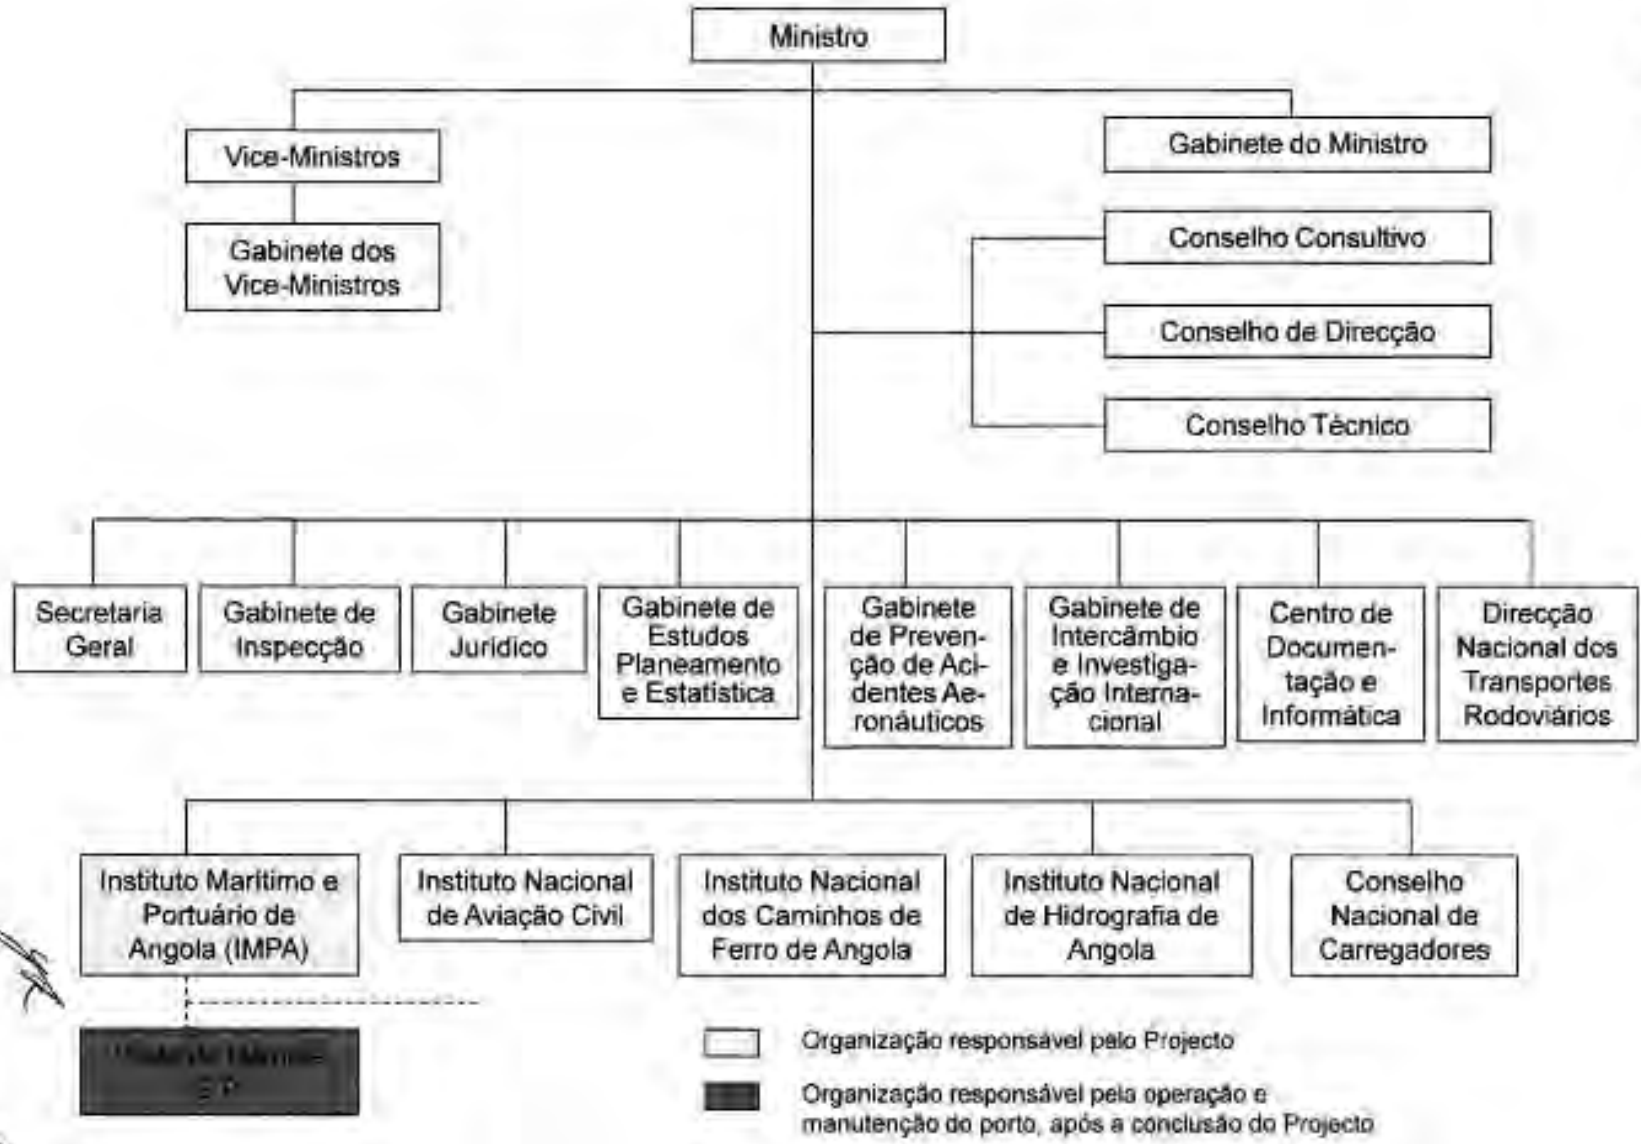 Ministro
Vice-Ministros
Gabinete do Ministro
Gabinete dos
Vice-Ministros
Conselho Consultivo
Conselho de Direcção
Conselho Técnico
Secretaria
Geral
Gabinete de
Inspecção
Gabinete
Jurídico
Gabinete de
Estudos
Planeamento
e Estatística
Gabinete
de Preven-
ção de Aci-
dentes Ae-
ronáuticos
Gabinete de
Intercâmbio
e Investiga-
ção Interna-
cional
Centro de
Documen-
tação e
Informática
Direcção
Nacional dos
Transportes
Rodoviários
Instituto Marítimo e
Portuário de
Angola (IMPA)
Instituto Nacional
de Aviação Civil
Instituto Nacional
dos Caminhos de
Ferro de Angola
Instituto Nacional
de Hidrografia de
Angola
Conselho
Nacional de
Carregadores
Organização responsável pelo Projecto
Organização responsável pela operação e
manutenção do porto, após a conclusão do Projecto